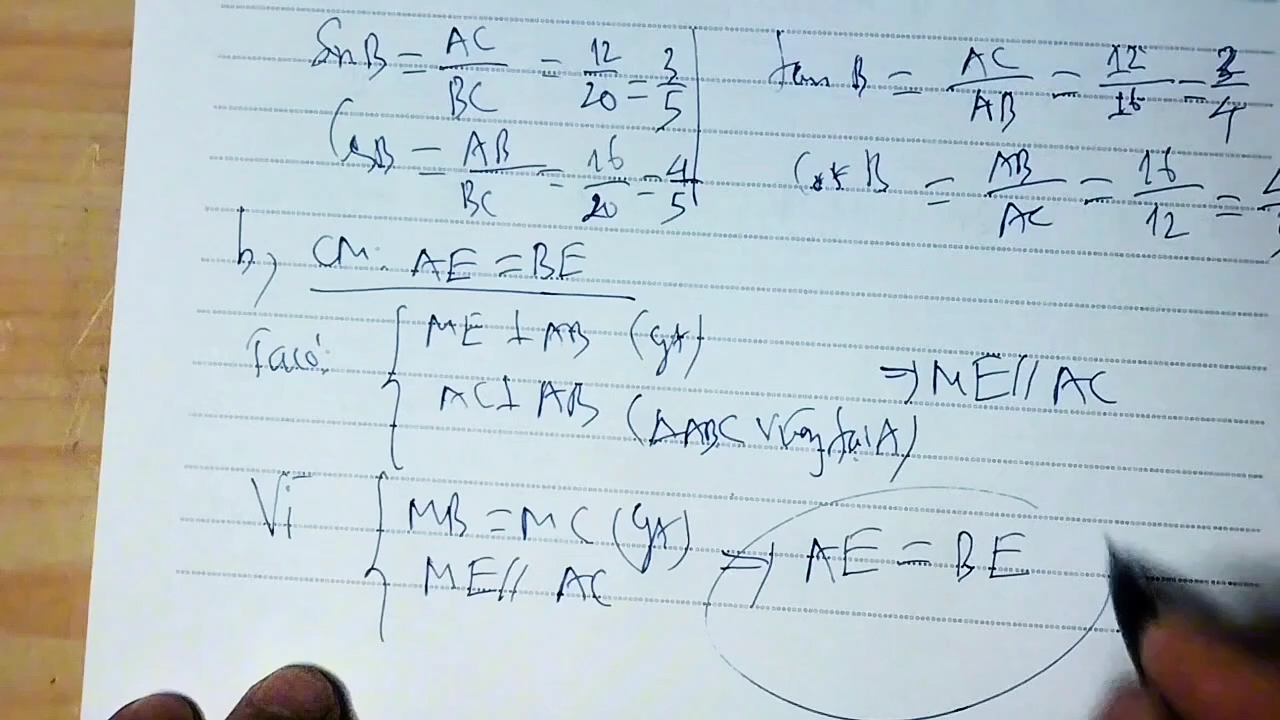 Sin B = AC/BC = 12/20 = 3/5
tan B = AC/AB = 12/16 = 3/4
Cos B = AB/BC = 16/20 = 4/5
Cot B = AB/AC = 16/12 =
b) CM: AE = BE
Ta có: { ME ⊥ AB (gt)
AC ⊥ AB (ΔABC vuông tại A)
⇒ ME // AC
Vì { MB = MC (gt)
ME // AC
⇒ AE = BE